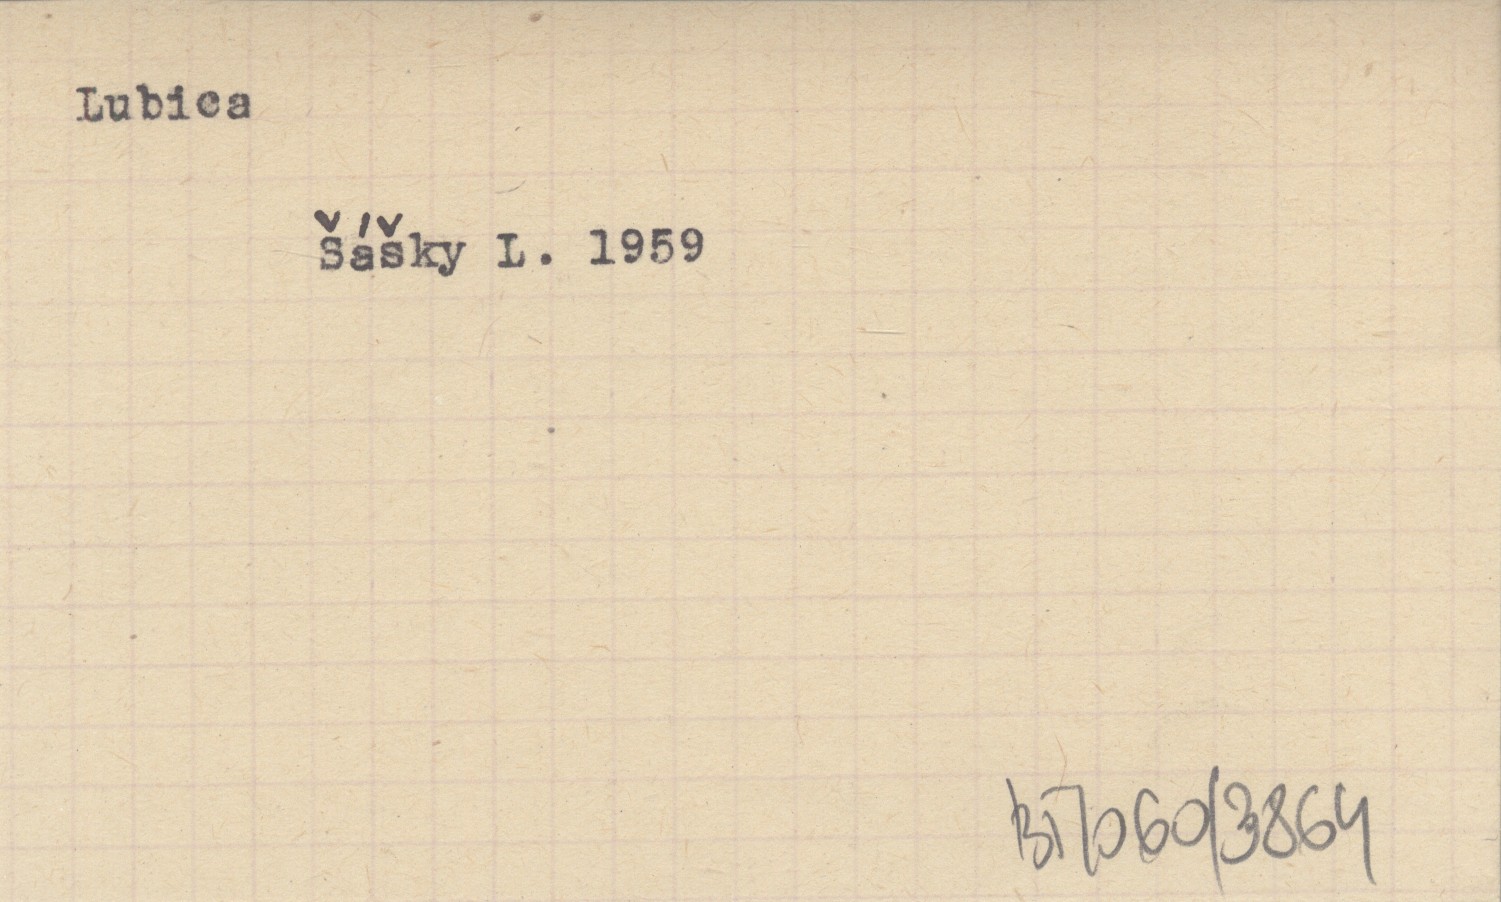 Lubica
Šášky L. 1959
BI/060/3864